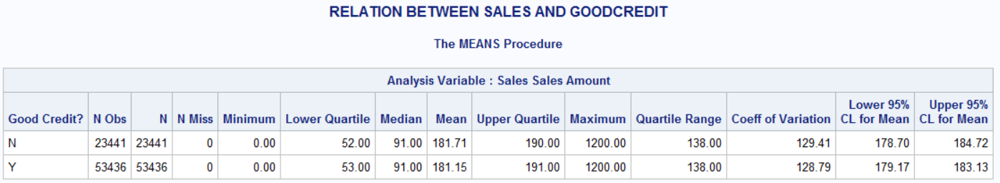 RELATION BETWEEN SALES AND GOODCREDIT
The MEANS Procedure
Analysis Variable : Sales Sales Amount
Good Credit? N Obs N N Miss Minimum Lower Quartile Median Mean Upper Quartile Maximum Quartile Range Coeff of Variation Lower 95% CL for Mean Upper 95% CL for Mean
N 23441 23441 0 0.00 52.00 91.00 181.71 190.00 1200.00 138.00 129.41 178.70 184.72
Y 53436 53436 0 0.00 53.00 91.00 181.15 191.00 1200.00 138.00 128.79 179.17 183.13